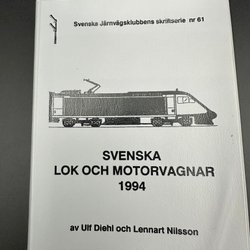 Svenska Järnvägsklubbens skriftserie nr 61
SVENSKA
LOK OCH MOTORVAGNAR
1994
av Ulf Diehl och Lennart Nilsson